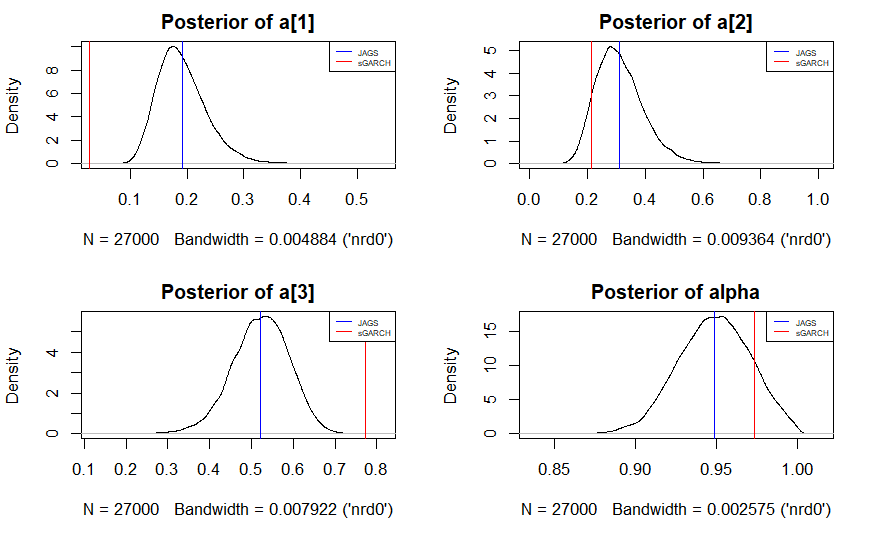 Posterior of a[1]
Density
0 2 4 6 8
JAGS
sGARCH
0.1 0.2 0.3 0.4 0.5
N = 27000 Bandwidth = 0.004884 ('nrd0')
Posterior of a[2]
Density
0 1 2 3 4 5
JAGS
sGARCH
0.0 0.2 0.4 0.6 0.8 1.0
N = 27000 Bandwidth = 0.009364 ('nrd0')
Posterior of a[3]
Density
0 2 4
JAGS
sGARCH
0.1 0.2 0.3 0.4 0.5 0.6 0.7 0.8
N = 27000 Bandwidth = 0.007922 ('nrd0')
Posterior of alpha
Density
0 5 10 15
JAGS
sGARCH
0.85 0.90 0.95 1.00
N = 27000 Bandwidth = 0.002575 ('nrd0')